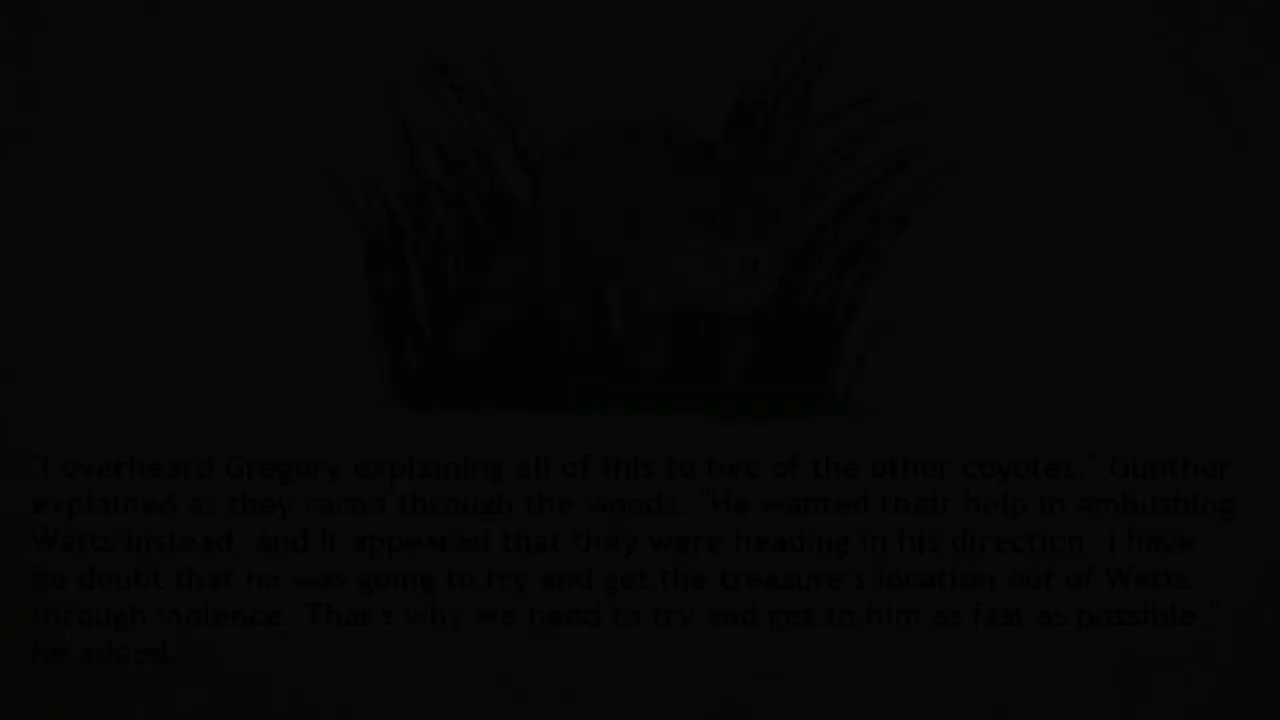 "I overheard Gregory explaining all of this to two of the other coyotes." Gunther
explained as they raced through the woods. "He wanted their help in ambushing
Watts instead, and it appeared that they were heading in his direction. I have
no doubt that he was going to try and get the treasure's location out of Watts
through violence. That's why we need to try and get to him as fast as possible."
he added.